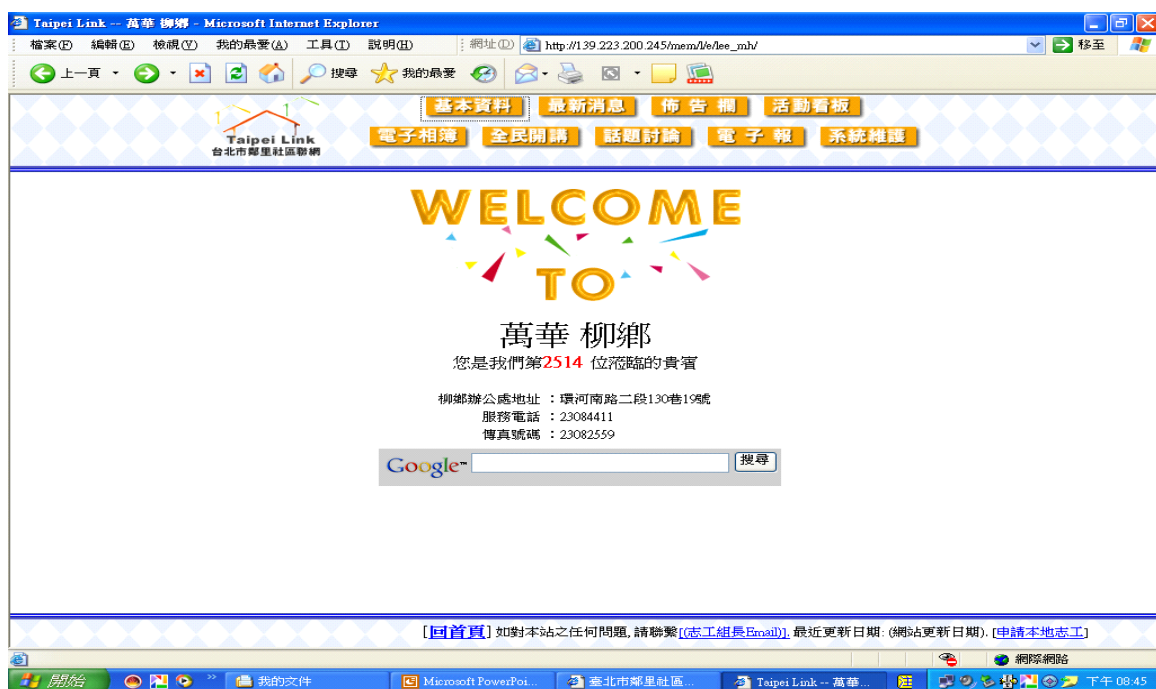 Taipei Link -- 萬華 柳鄉 - Microsoft Internet Explorer
檔案(F) 編輯(E) 檢視(V) 我的最愛(A) 工具(T) 說明(H) 網址(D) http://139.223.200.245/mem/l/e/lee_mh/ 移至
上一頁 搜尋 我的最愛
基本資料 最新消息 佈告欄 活動看板
Taipei Link
台北市鄰里社區聯網
電子相簿 全民開講 話題討論 電子報 系統維護
WELCOME
TO
萬華 柳鄉
您是我們第2514 位蒞臨的貴賓
柳鄉辦公處地址 : 環河南路二段130巷19號
服務電話 : 23084411
傳真號碼 : 23082559
Google™ 搜尋
[回首頁] 如對本站之任何問題, 請聯繫[(志工組長Email)]. 最近更新日期: (網站更新日期). [申請本地志工]
網際網路
開始 我的文件 Microsoft PowerPoi... 臺北市鄰里社區... Taipei Link -- 萬華... 下午 08:45